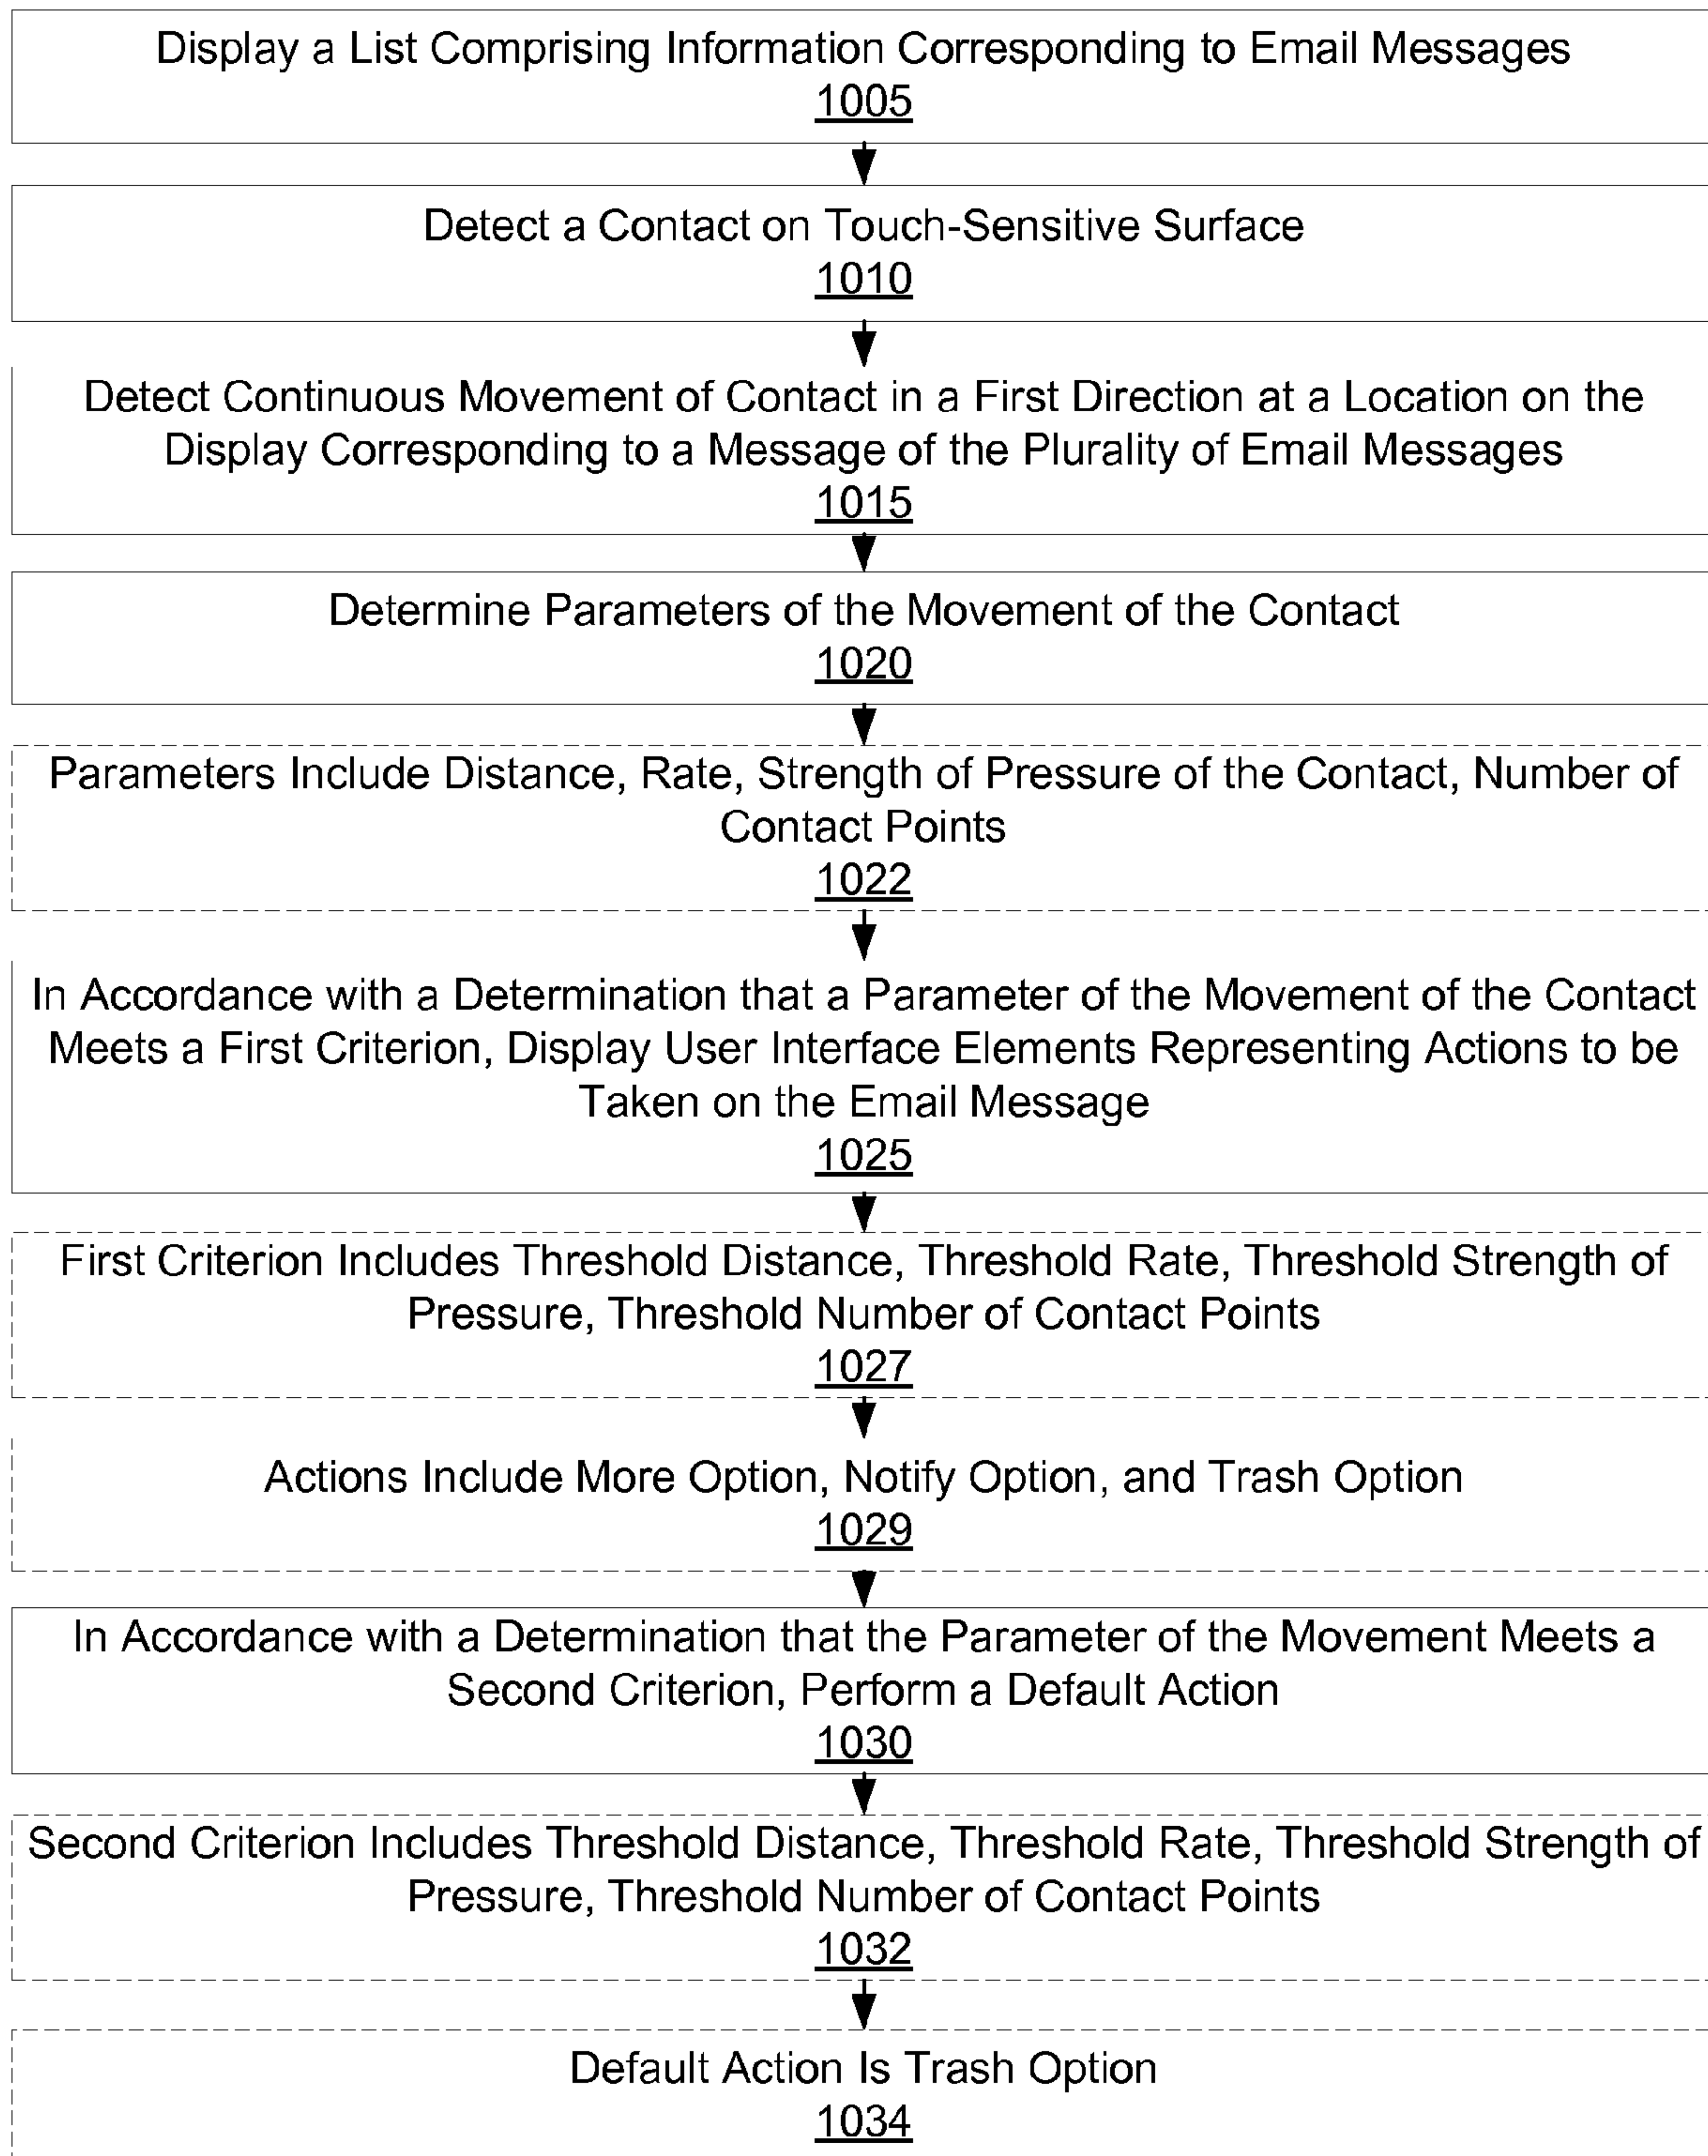 Display a List Comprising Information Corresponding to Email Messages
1005
Detect a Contact on Touch-Sensitive Surface
1010
Detect Continuous Movement of Contact in a First Direction at a Location on the
Display Corresponding to a Message of the Plurality of Email Messages
1015
Determine Parameters of the Movement of the Contact
1020
Parameters Include Distance, Rate, Strength of Pressure of the Contact, Number of
Contact Points
1022
In Accordance with a Determination that a Parameter of the Movement of the Contact
Meets a First Criterion, Display User Interface Elements Representing Actions to be
Taken on the Email Message
1025
First Criterion Includes Threshold Distance, Threshold Rate, Threshold Strength of
Pressure, Threshold Number of Contact Points
1027
Actions Include More Option, Notify Option, and Trash Option
1029
In Accordance with a Determination that the Parameter of the Movement Meets a
Second Criterion, Perform a Default Action
1030
Second Criterion Includes Threshold Distance, Threshold Rate, Threshold Strength of
Pressure, Threshold Number of Contact Points
1032
Default Action Is Trash Option
1034